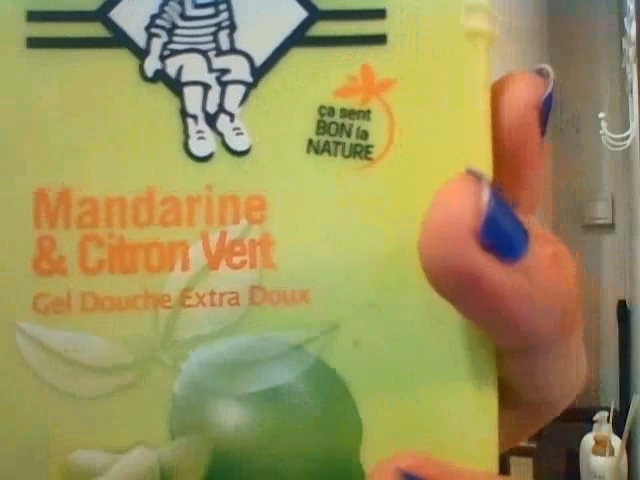 ça sent
BON la
NATURE
Mandarine
& Citron Vert
Gel Douche Extra Doux